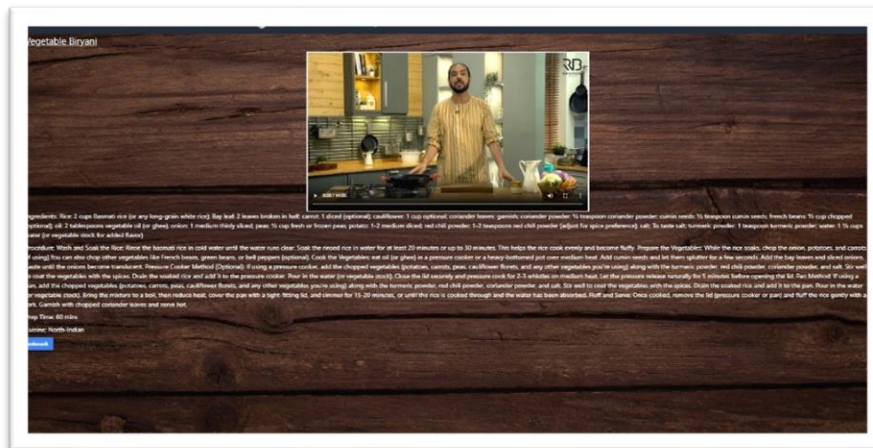 Vegetable Biryani
RB
Ingredients: Rice: 2 cups Basmati rice (or any long-grain white rice); Bay leaf: 2 leaves broken in half; carrot: 1 diced (optional); cauliflower: 1 cup optional; coriander leaves: garnish; coriander powder: ½ teaspoon coriander powder; cumin seeds: ½ teaspoon cumin seeds; french beans: ½ cup chopped
(optional); oil: 2 tablespoons vegetable oil (or ghee); onion: 1 medium thinly sliced; peas: ½ cup fresh or frozen peas; potato: 1-2 medium diced; red chili powder: 1-2 teaspoons red chili powder (adjust for spice preference); salt: To taste salt; turmeric powder: 1 teaspoon turmeric powder; water: 1 ½ cups
water (or vegetable stock for added flavor)
Procedure: Wash and Soak the Rice: Rinse the basmati rice in cold water until the water runs clear. Soak the rinsed rice in water for at least 20 minutes or up to 30 minutes. This helps the rice cook evenly and become fluffy. Prepare the Vegetables: While the rice soaks, chop the onion, potatoes, and carrots
(if using). You can also chop other vegetables like French beans, green beans, or bell peppers (optional). Cook the Vegetables: Heat oil (or ghee) in a pressure cooker or a heavy-bottomed pot over medium heat. Add cumin seeds and let them splutter for a few seconds. Add the bay leaves and sliced onions.
Saute until the onions become translucent. Pressure Cooker Method (Optional): If using a pressure cooker, add the chopped vegetables (potatoes, carrots, peas, cauliflower florets, and any other vegetables you're using) along with the turmeric powder, red chili powder, coriander powder, and salt. Stir well
to coat the vegetables with the spices. Drain the soaked rice and add it to the pressure cooker. Pour in the water (or vegetable stock). Close the lid securely and pressure cook for 2-3 whistles on medium heat. Let the pressure release naturally for 5 minutes before opening the lid. Pan Method: If using a
pan, add the chopped vegetables (potatoes, carrots, peas, cauliflower florets, and any other vegetables you're using) along with the turmeric powder, red chili powder, coriander powder, and salt. Stir well to coat the vegetables with the spices. Drain the soaked rice and add it to the pan. Pour in the water
(or vegetable stock). Bring the mixture to a boil, then reduce heat, cover the pan with a tight-fitting lid, and simmer for 15-20 minutes, or until the rice is cooked through and the water has been absorbed. Fluff and Serve: Once cooked, remove the lid (pressure cooker or pan) and fluff the rice gently with a
fork. Garnish with chopped coriander leaves and serve hot.
Prep Time: 60 mins
Cuisine: North-Indian